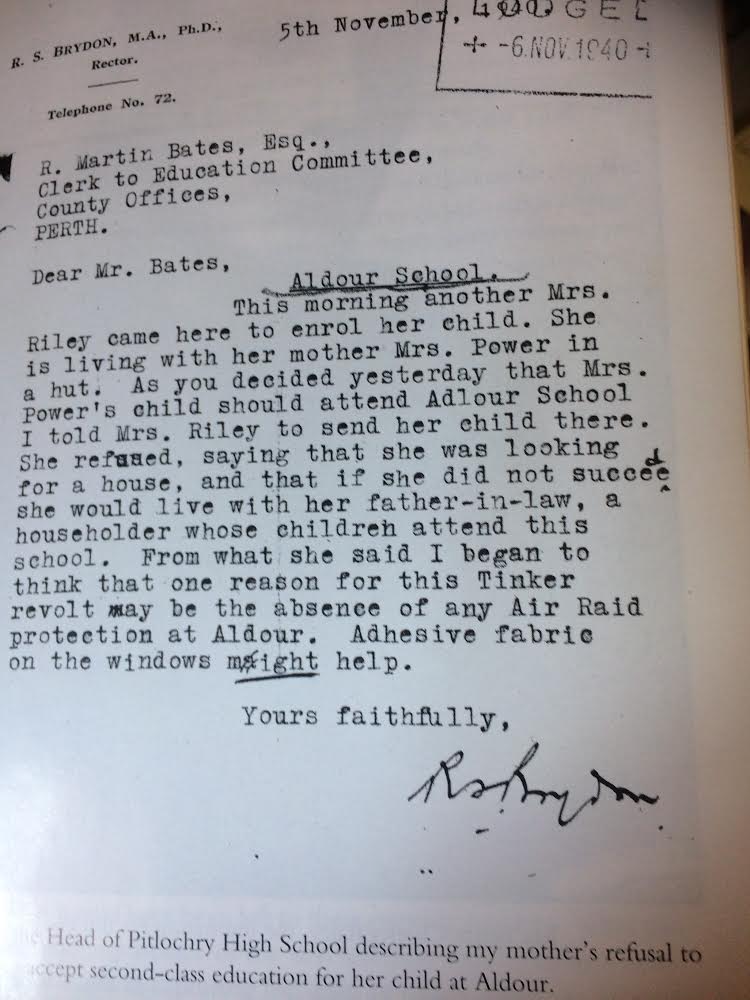 R. S. BRYDON, M.A., Ph.D.,
Rector.
Telephone No. 72.
5th November,
-6.NOV.1940
R. Martin Bates, Esq.,
Clerk to Education Committee,
County Offices,
PERTH.
Dear Mr. Bates,
Aldour School.
This morning another Mrs.
Riley came here to enrol her child. She
is living with her mother Mrs. Power in
a hut. As you decided yesterday that Mrs.
Power's child should attend Adlour School
I told Mrs. Riley to send her child there.
She refused, saying that she was looking
for a house, and that if she did not succeed
she would live with her father-in-law, a
householder whose children attend this
school. From what she said I began to
think that one reason for this Tinker
revolt may be the absence of any Air Raid
protection at Aldour. Adhesive fabric
on the windows might help.
Yours faithfully,
R S Brydon
Head of Pitlochry High School describing my mother's refusal to
accept second-class education for her child at Aldour.